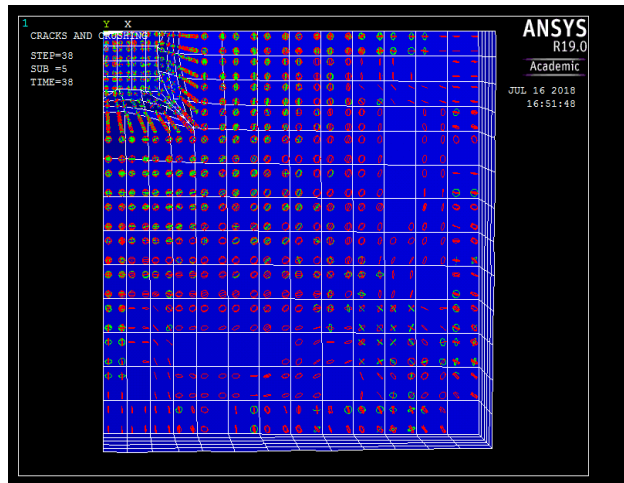 1
Y X
CRACKS AND CRUSHING
STEP=38
SUB =5
TIME=38
ANSYS
R19.0
Academic
JUL 16 2018
16:51:48